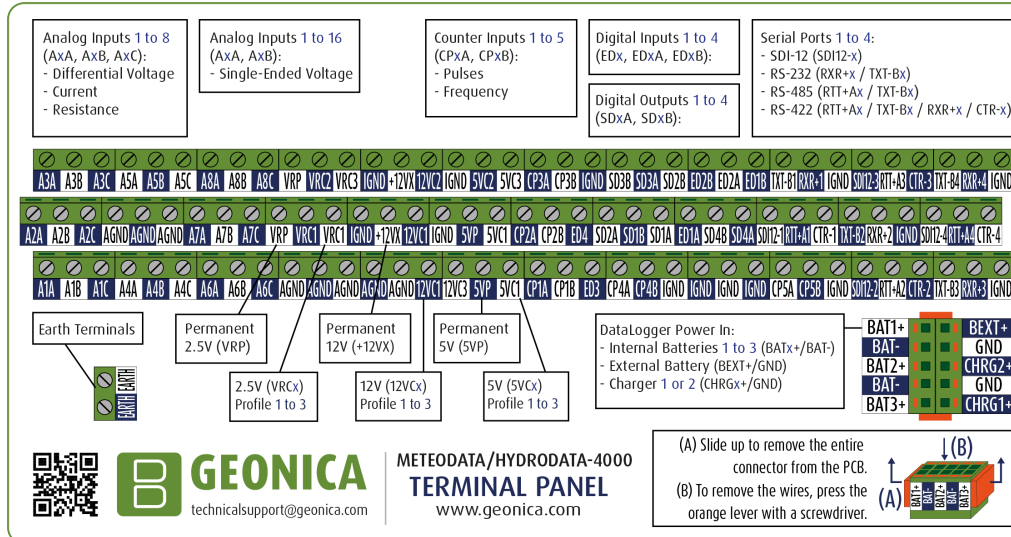 Analog Inputs 1 to 8
(AxA, AxB, AxC):
- Differential Voltage
- Current
- Resistance
Analog Inputs 1 to 16
(AxA, AxB):
- Single-Ended Voltage
Counter Inputs 1 to 5
(CPxA, CPxB):
- Pulses
- Frequency
Digital Inputs 1 to 4
(EDx, EDxA, EDxB):
Digital Outputs 1 to 4
(SDxA, SDxB):
Serial Ports 1 to 4:
- SDI-12 (SDI12-x)
- RS-232 (RXR+x / TXT-Bx)
- RS-485 (RTT+Ax / TXT-Bx)
- RS-422 (RTT+Ax / TXT-Bx / RXR+x / CTR-x)
A3A A3B A3C A5A A5B A5C A8A A8B A8C VRP VRC2 VRC3 IGND +12VX 12VC2 IGND 5VC2 5VC3 CP3A CP3B IGND SD3B SD3A SD2B ED2B ED2A ED1B TXT-B1 RXR+1 IGND SDI12-3 RTT+A3 CTR-3 TXT-B4 RXR+4 IGND
A2A A2B A2C AGND AGND AGND A7A A7B A7C VRP VRC1 VRC1 IGND +12VX 12VC1 IGND 5VP 5VC1 CP2A CP2B ED4 SD2A SD1B SD1A ED1A SD4B SD4A SDI12-1 RTT+A1 CTR-1 TXT-B2 RXR+2 IGND SDI12-4 RTT+A4 CTR-4
A1A A1B A1C A4A A4B A4C A6A A6B A6C AGND AGND AGND AGND AGND 12VC1 12VC3 5VP 5VC1 CP1A CP1B ED3 CP4A CP4B IGND IGND IGND IGND CP5A CP5B IGND SDI12-2 RTT+A2 CTR-2 TXT-B3 RXR+3 IGND
Earth Terminals
EARTH
EARTH
Permanent
2.5V (VRP)
Permanent
12V (+12VX)
Permanent
5V (5VP)
2.5V (VRCx)
Profile 1 to 3
12V (12VCx)
Profile 1 to 3
5V (5VCx)
Profile 1 to 3
DataLogger Power In:
- Internal Batteries 1 to 3 (BATx+/BAT-)
- External Battery (BEXT+/GND)
- Charger 1 or 2 (CHRGx+/GND)
BAT1+ BEXT+
BAT- GND
BAT2+ CHRG2+
BAT- GND
BAT3+ CHRG1+
GEONICA
technicalsupport@geonica.com
METEODATA/HYDRODATA-4000
TERMINAL PANEL
www.geonica.com
(A) Slide up to remove the entire
connector from the PCB.
(B) To remove the wires, press the
orange lever with a screwdriver.
(B)
(A)
BAT1+ BAT- BAT2+ BAT- BAT3+